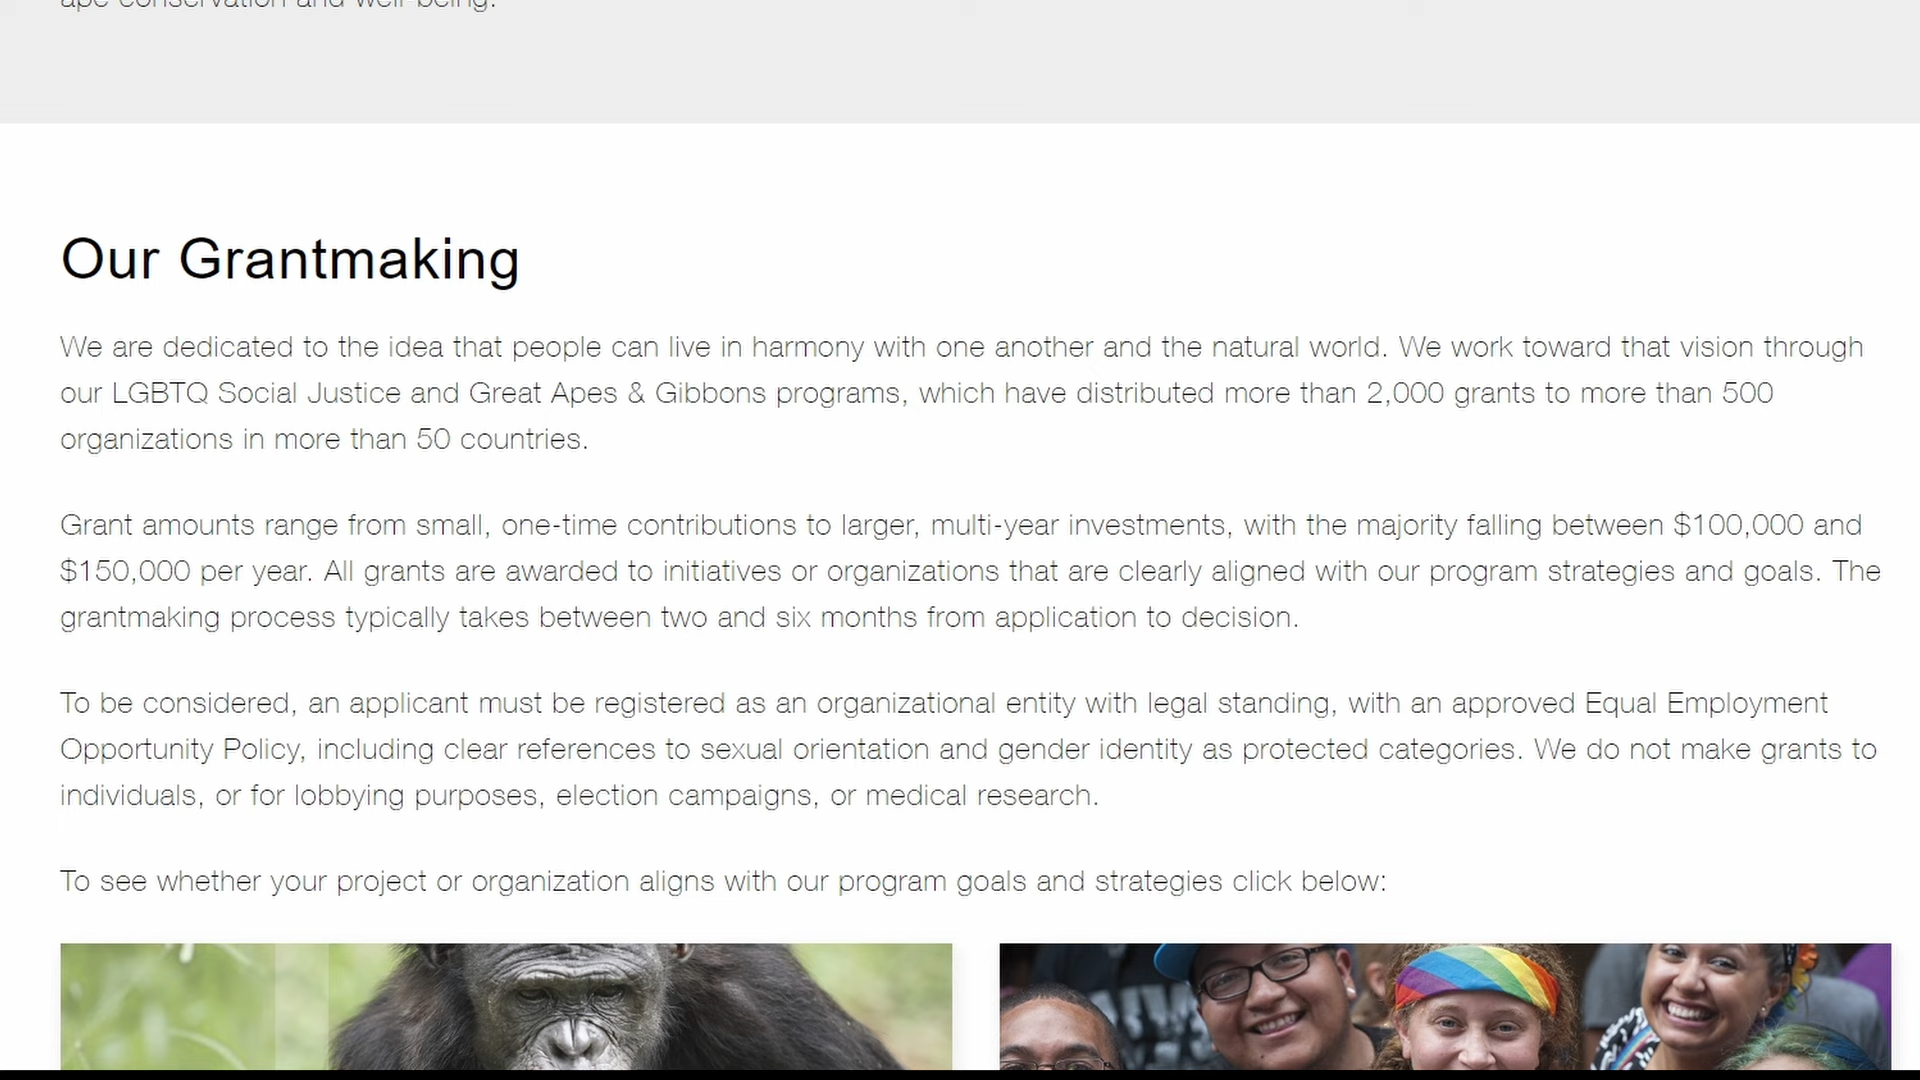 ape conservation and well-being.
Our Grantmaking
We are dedicated to the idea that people can live in harmony with one another and the natural world. We work toward that vision through
our LGBTQ Social Justice and Great Apes & Gibbons programs, which have distributed more than 2,000 grants to more than 500
organizations in more than 50 countries.
Grant amounts range from small, one-time contributions to larger, multi-year investments, with the majority falling between $100,000 and
$150,000 per year. All grants are awarded to initiatives or organizations that are clearly aligned with our program strategies and goals. The
grantmaking process typically takes between two and six months from application to decision.
To be considered, an applicant must be registered as an organizational entity with legal standing, with an approved Equal Employment
Opportunity Policy, including clear references to sexual orientation and gender identity as protected categories. We do not make grants to
individuals, or for lobbying purposes, election campaigns, or medical research.
To see whether your project or organization aligns with our program goals and strategies click below: